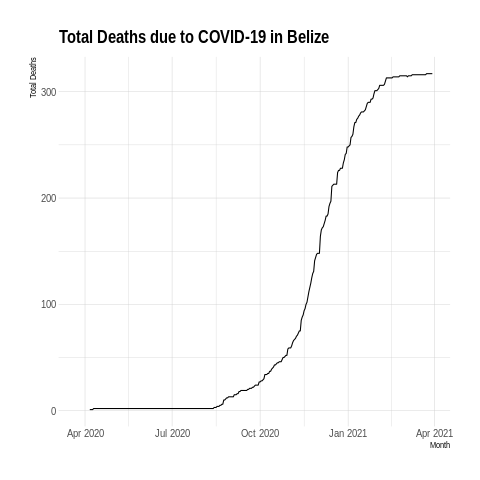 Total Deaths due to COVID-19 in Belize
Total Deaths
300
200
100
0
Apr 2020 Jul 2020 Oct 2020 Jan 2021 Apr 2021
Month